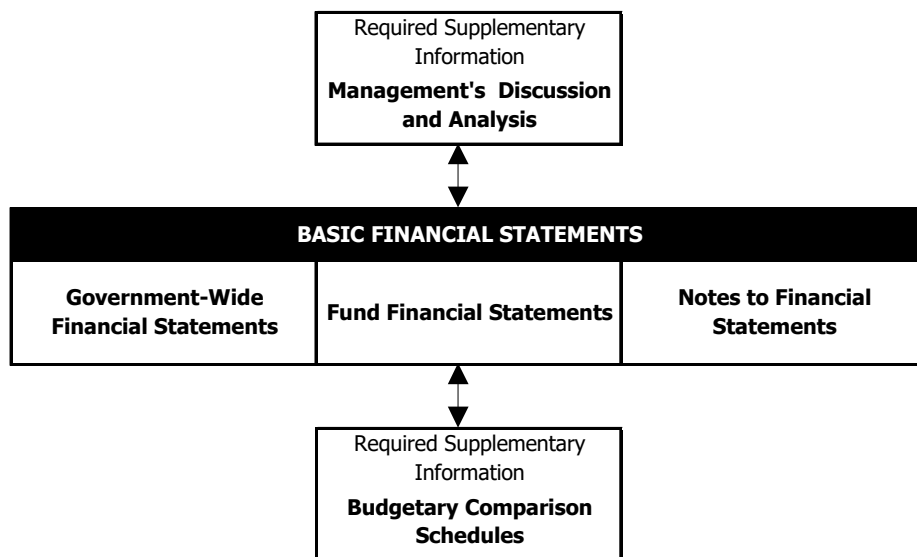 Required Supplementary
Information
Management's Discussion
and Analysis
BASIC FINANCIAL STATEMENTS
Government-Wide
Financial Statements
Fund Financial Statements
Notes to Financial
Statements
Required Supplementary
Information
Budgetary Comparison
Schedules